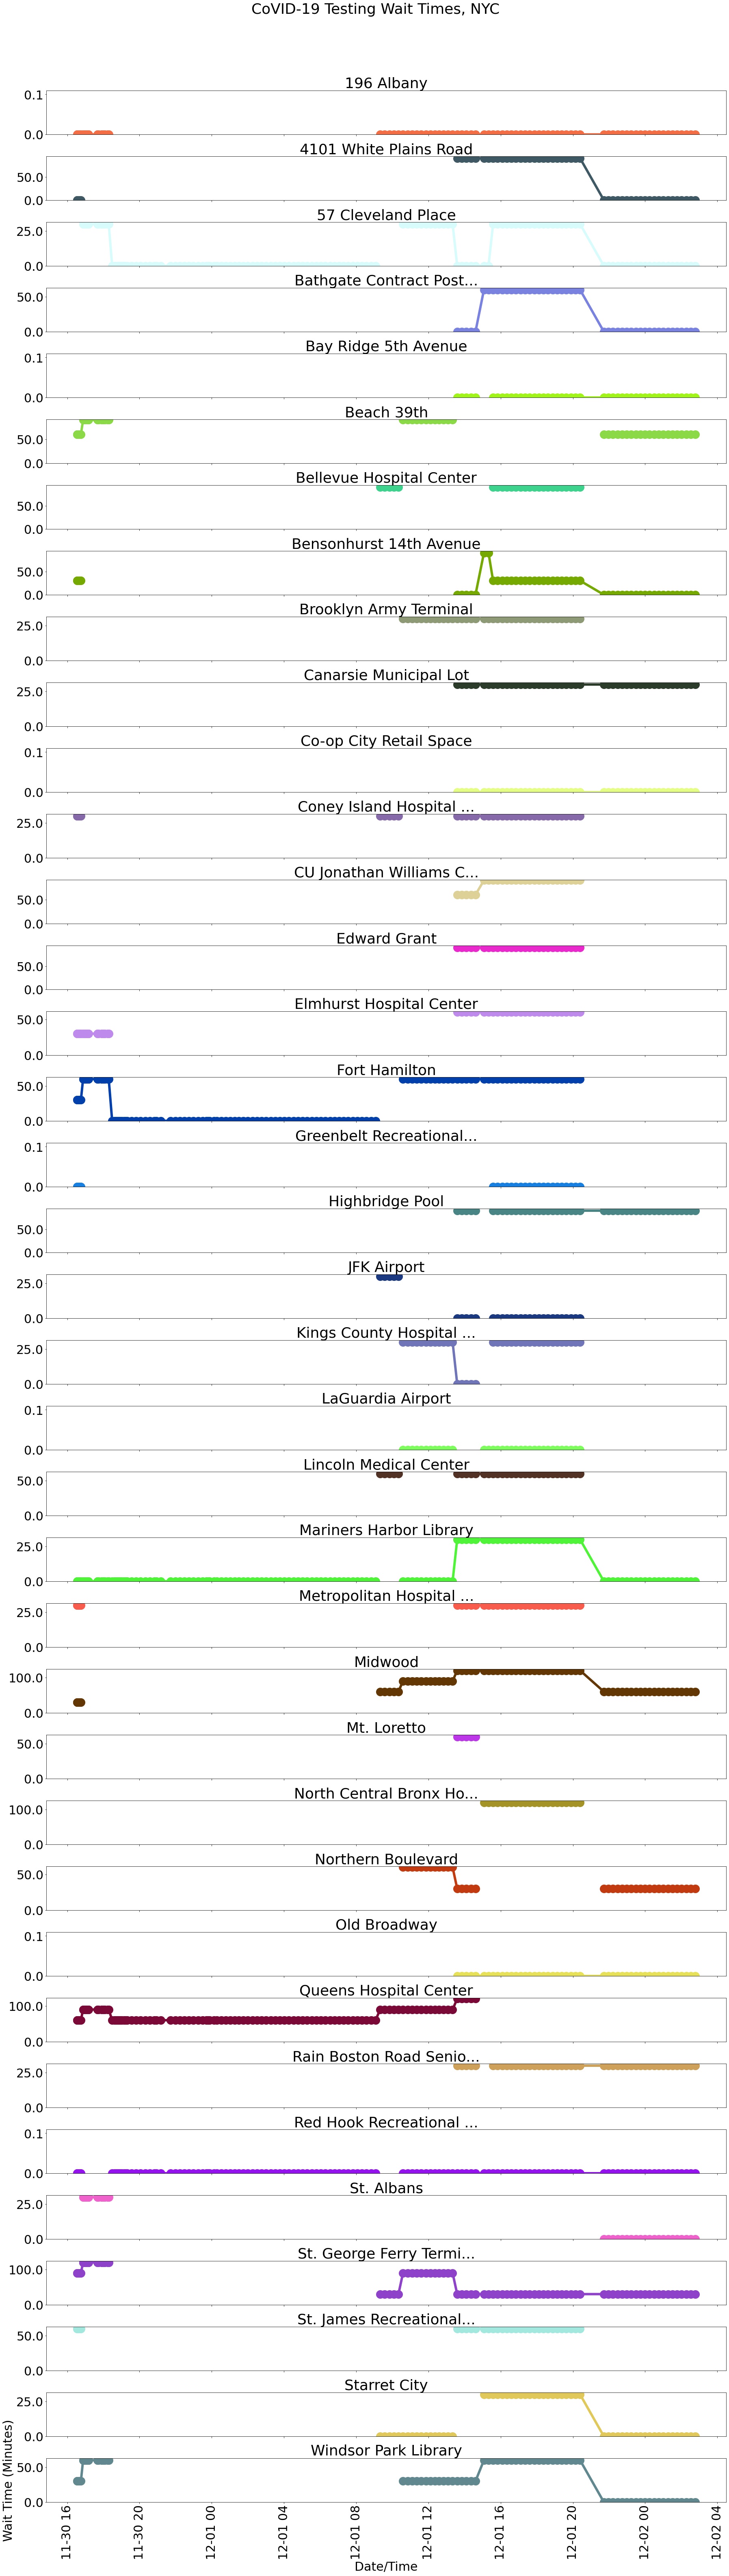 CoVID-19 Testing Wait Times, NYC
196 Albany
0.1
0.0
4101 White Plains Road
50.0
0.0
57 Cleveland Place
25.0
0.0
Bathgate Contract Post...
50.0
0.0
Bay Ridge 5th Avenue
0.1
0.0
Beach 39th
50.0
0.0
Bellevue Hospital Center
50.0
0.0
Bensonhurst 14th Avenue
50.0
0.0
Brooklyn Army Terminal
25.0
0.0
Canarsie Municipal Lot
25.0
0.0
Co-op City Retail Space
0.1
0.0
Coney Island Hospital ...
25.0
0.0
CU Jonathan Williams C...
50.0
0.0
Edward Grant
50.0
0.0
Elmhurst Hospital Center
50.0
0.0
Fort Hamilton
50.0
0.0
Greenbelt Recreational...
0.1
0.0
Highbridge Pool
50.0
0.0
JFK Airport
25.0
0.0
Kings County Hospital ...
25.0
0.0
LaGuardia Airport
0.1
0.0
Lincoln Medical Center
50.0
0.0
Mariners Harbor Library
25.0
0.0
Metropolitan Hospital ...
25.0
0.0
Midwood
100.0
0.0
Mt. Loretto
50.0
0.0
North Central Bronx Ho...
100.0
0.0
Northern Boulevard
50.0
0.0
Old Broadway
0.1
0.0
Queens Hospital Center
100.0
0.0
Rain Boston Road Senio...
25.0
0.0
Red Hook Recreational ...
0.1
0.0
St. Albans
25.0
0.0
St. George Ferry Termi...
100.0
0.0
St. James Recreational...
50.0
0.0
Starret City
25.0
0.0
Windsor Park Library
50.0
0.0
Wait Time (Minutes)
11-30 16
11-30 20
12-01 00
12-01 04
12-01 08
12-01 12
12-01 16
12-01 20
12-02 00
12-02 04
Date/Time